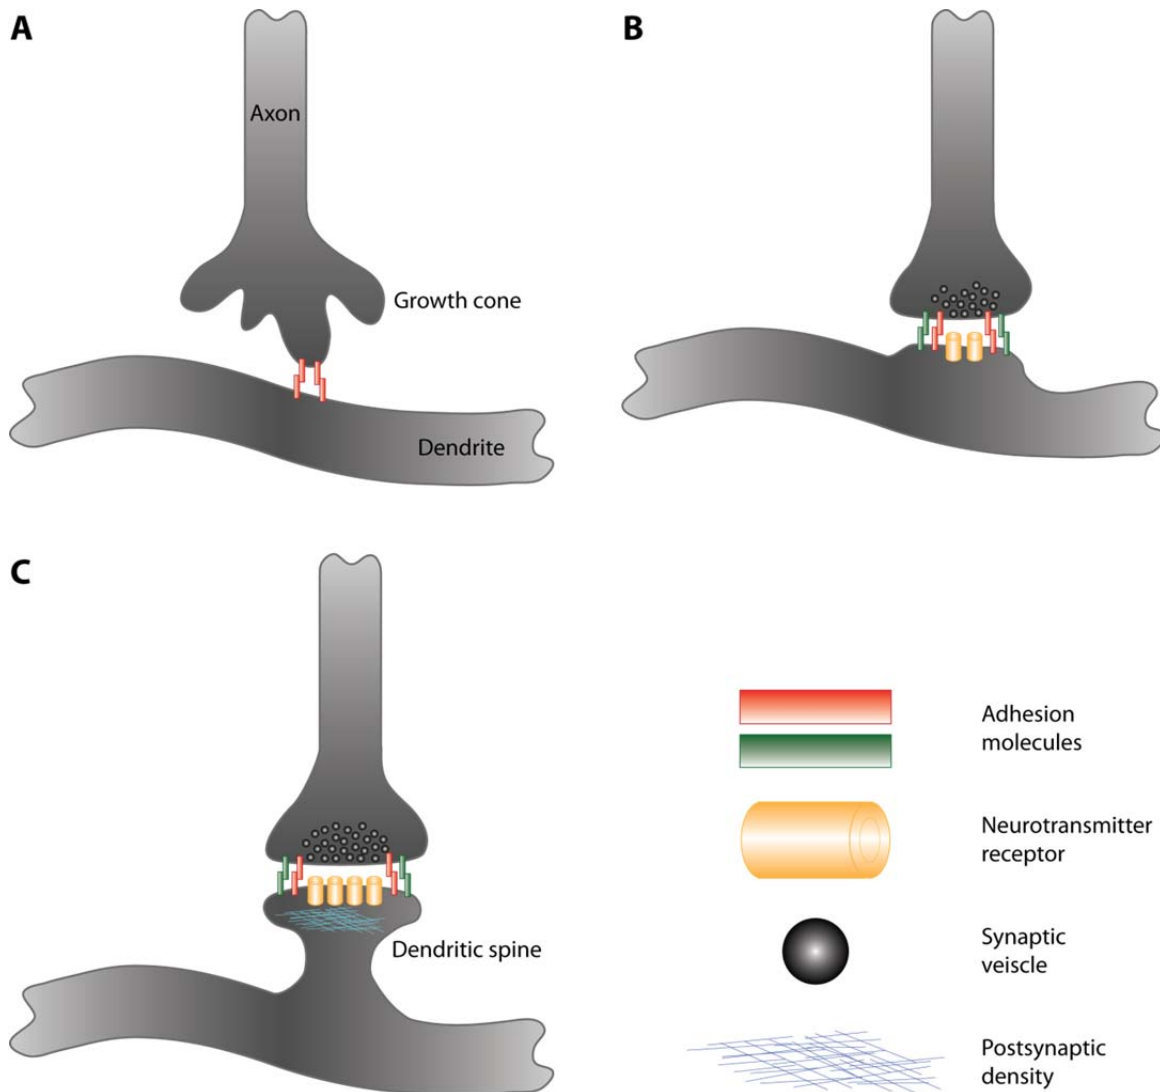 A
Axon
Growth cone
Dendrite
B
C
Dendritic spine
Adhesion
molecules
Neurotransmitter
receptor
Synaptic
veiscle
Postsynaptic
density